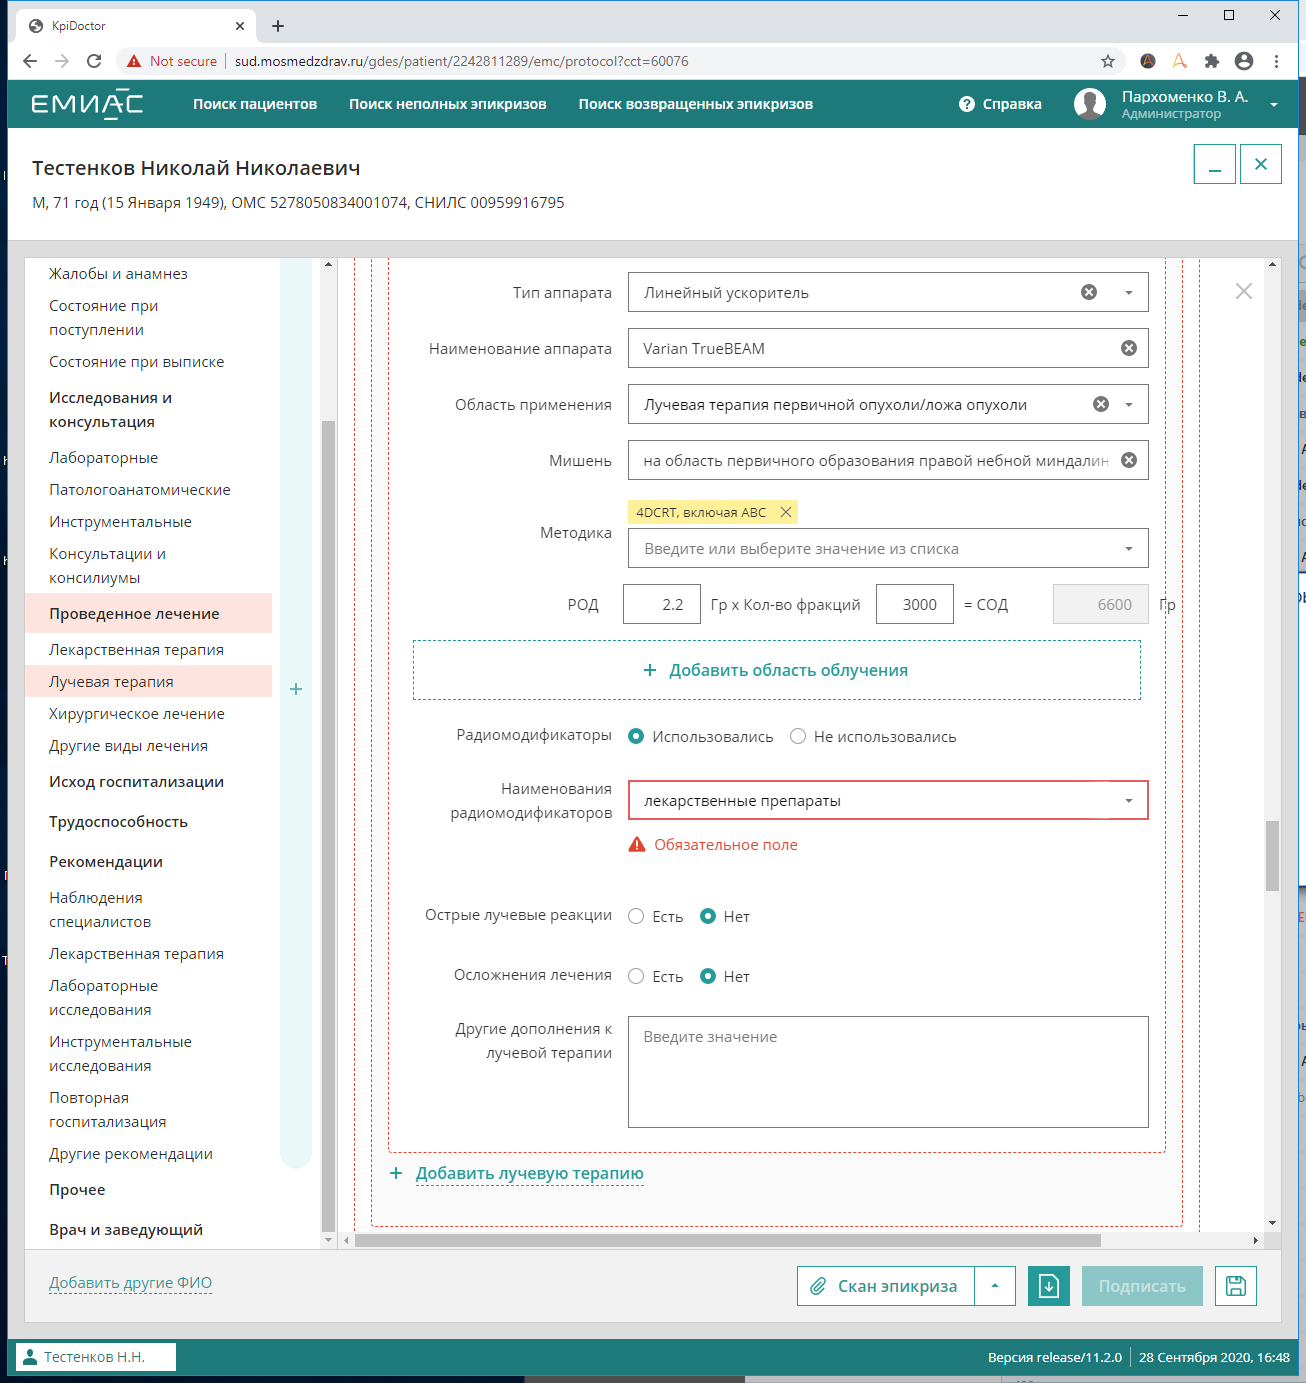 KpiDoctor
Not secure
sud.mosmedzdrav.ru/gdes/patient/2242811289/emc/protocol?cct=60076
ЕМИАС
Поиск пациентов
Поиск неполных эпикризов
Поиск возвращенных эпикризов
Справка
Пархоменко В. А.
Администратор
Тестенков Николай Николаевич
М, 71 год (15 Января 1949), ОМС 5278050834001074, СНИЛС 00959916795
Жалобы и анамнез
Состояние при
поступлении
Состояние при выписке
Исследования и
консультация
Лабораторные
Патологоанатомические
Инструментальные
Консультации и
консилиумы
Проведенное лечение
Лекарственная терапия
Лучевая терапия
Хирургическое лечение
Другие виды лечения
Исход госпитализации
Трудоспособность
Рекомендации
Наблюдения
специалистов
Лекарственная терапия
Лабораторные
исследования
Инструментальные
исследования
Повторная
госпитализация
Другие рекомендации
Прочее
Врач и заведующий
Тип аппарата Линейный ускоритель
Наименование аппарата Varian TrueBEAM
Область применения Лучевая терапия первичной опухоли/ложа опухоли
Мишень на область первичного образования правой небной миндалин
4DCRT, включая ABC
Методика
Введите или выберите значение из списка
РОД 2.2 Гр x Кол-во фракций 3000 = СОД 6600 Гр
+ Добавить область облучения
Радиомодификаторы Использовались Не использовались
Наименования
радиомодификаторов
лекарственные препараты
Обязательное поле
Острые лучевые реакции Есть Нет
Осложнения лечения Есть Нет
Другие дополнения к
лучевой терапии
Введите значение
+ Добавить лучевую терапию
Добавить другие ФИО
Скан эпикриза
Подписать
Тестенков Н.Н.
Версия release/11.2.0
28 Сентября 2020, 16:48